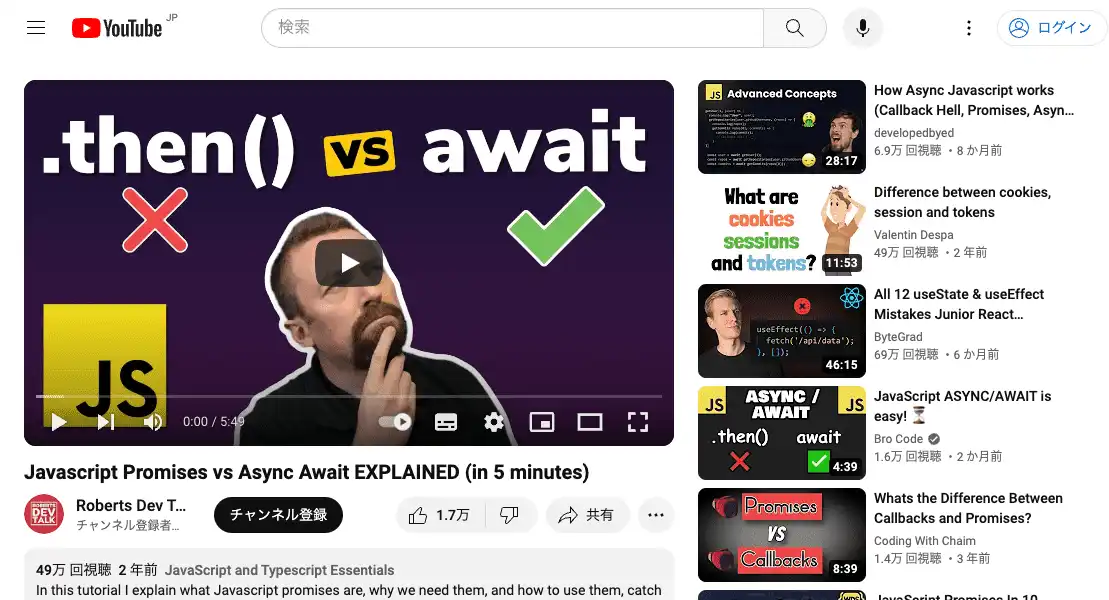 YouTube JP
検索
ログイン
.then() vs await
JS
0:00 / 5:49
Javascript Promises vs Async Await EXPLAINED (in 5 minutes)
ROBERTS
DEV
TALK
Roberts Dev T...
チャンネル登録者...
チャンネル登録
1.7万
共有
49万 回視聴 2 年前 JavaScript and Typescript Essentials
In this tutorial I explain what Javascript promises are, why we need them, and how to use them, catch
JS Advanced Concepts
28:17
How Async Javascript works
(Callback Hell, Promises, Asyn...
developedbyed
6.9万 回視聴 ・8 か月前
What are
cookies
sessions
and tokens?
11:53
Difference between cookies,
session and tokens
Valentin Despa
49万 回視聴 ・2 年前
useEffect(() => {
fetch('/api/data');
}, []);
46:15
All 12 useState & useEffect
Mistakes Junior React...
ByteGrad
69万 回視聴 ・6 か月前
JS ASYNC / JS
AWAIT
.then() await
4:39
JavaScript ASYNC/AWAIT is
easy! ⏳
Bro Code
1.6万 回視聴 ・2 か月前
Promises
VS
Callbacks
8:39
Whats the Difference Between
Callbacks and Promises?
Coding With Chaim
1.4万 回視聴 ・3 年前
JavaScript Promises In 10